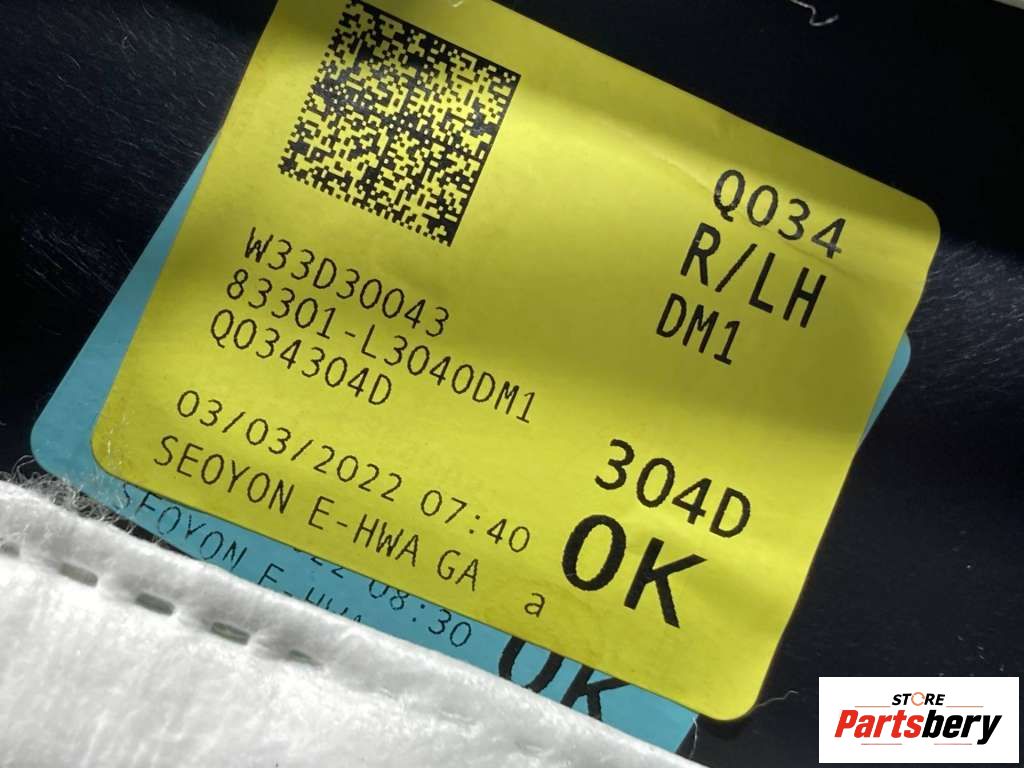 Q034
R/LH
DM1
W33D30043
83301-L3040DM1
Q034304D
03/03/2022 07:40
SEOYON E-HWA GA
304D
OK
a
SEOYON E-HWA
22 08:30
OK
STORE
Partsbery